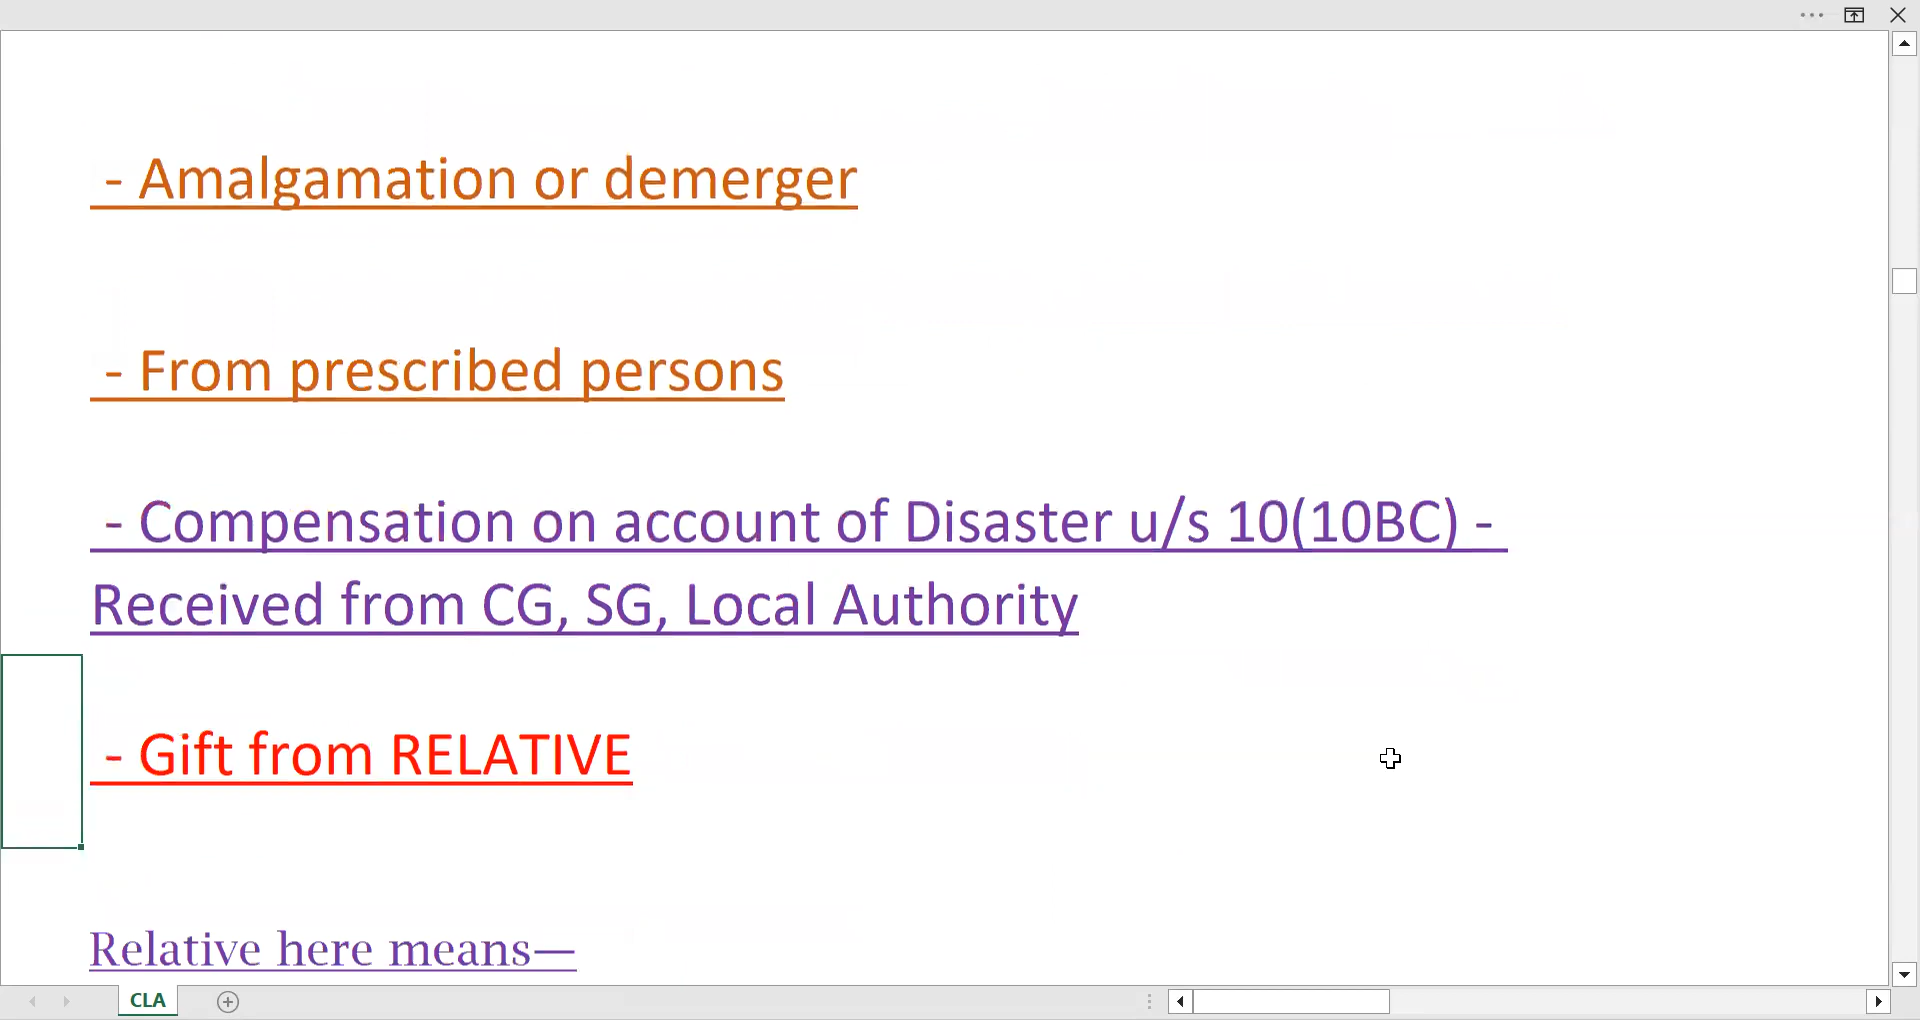 - Amalgamation or demerger
- From prescribed persons
- Compensation on account of Disaster u/s 10(10BC) -
Received from CG, SG, Local Authority
- Gift from RELATIVE
Relative here means—
CLA